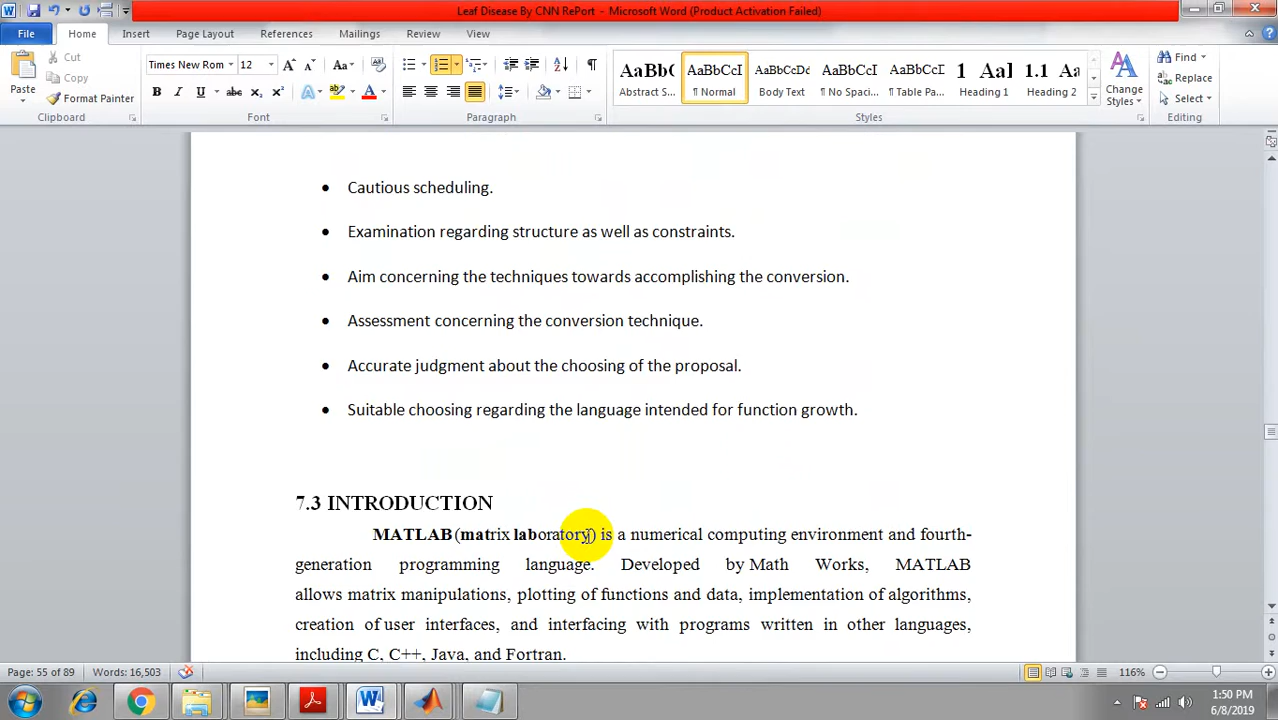 Leaf Disease By CNN RePort - Microsoft Word (Product Activation Failed)
File Home Insert Page Layout References Mailings Review View
Paste
Cut
Copy
Format Painter
Clipboard
Times New Rom 12
Font
Paragraph
AaBbC AaBbCcI AaBbCcDc AaBbCcI AaBbCcI 1 Aal 1.1 Aa
Abstract S... ¶ Normal Body Text ¶ No Spaci... ¶ Table Pa... Heading 1 Heading 2
Styles
Change Styles
Find
Replace
Select
Editing
• Cautious scheduling.
• Examination regarding structure as well as constraints.
• Aim concerning the techniques towards accomplishing the conversion.
• Assessment concerning the conversion technique.
• Accurate judgment about the choosing of the proposal.
• Suitable choosing regarding the language intended for function growth.
7.3 INTRODUCTION
MATLAB (matrix laboratory) is a numerical computing environment and fourth-
generation programming language. Developed by Math Works, MATLAB
allows matrix manipulations, plotting of functions and data, implementation of algorithms,
creation of user interfaces, and interfacing with programs written in other languages,
including C, C++, Java, and Fortran.
Page: 55 of 89 Words: 16,503 116%
1:50 PM
6/8/2019